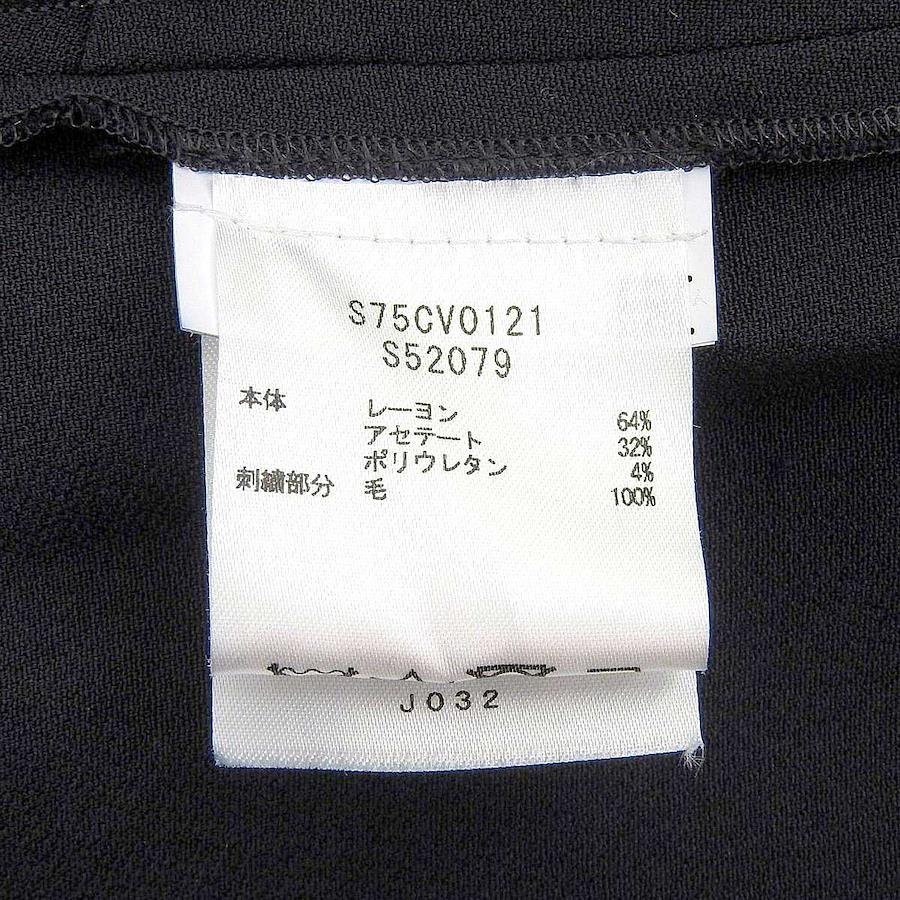 S75CV0121
S52079
本体 レーヨン 64%
アセテート 32%
ポリウレタン 4%
刺繍部分 毛 100%
J032